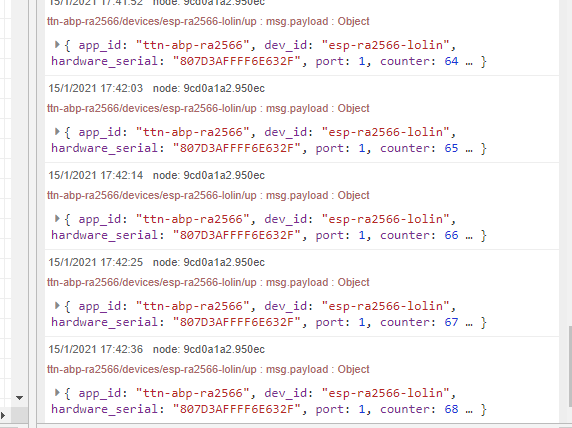 15/1/2021 17:41:52 node: 9cd0a1a2.950ec
ttn-abp-ra2566/devices/esp-ra2566-lolin/up : msg.payload : Object
{ app_id: "ttn-abp-ra2566", dev_id: "esp-ra2566-lolin",
hardware_serial: "807D3AFFFF6E632F", port: 1, counter: 64 … }
15/1/2021 17:42:03 node: 9cd0a1a2.950ec
ttn-abp-ra2566/devices/esp-ra2566-lolin/up : msg.payload : Object
{ app_id: "ttn-abp-ra2566", dev_id: "esp-ra2566-lolin",
hardware_serial: "807D3AFFFF6E632F", port: 1, counter: 65 … }
15/1/2021 17:42:14 node: 9cd0a1a2.950ec
ttn-abp-ra2566/devices/esp-ra2566-lolin/up : msg.payload : Object
{ app_id: "ttn-abp-ra2566", dev_id: "esp-ra2566-lolin",
hardware_serial: "807D3AFFFF6E632F", port: 1, counter: 66 … }
15/1/2021 17:42:25 node: 9cd0a1a2.950ec
ttn-abp-ra2566/devices/esp-ra2566-lolin/up : msg.payload : Object
{ app_id: "ttn-abp-ra2566", dev_id: "esp-ra2566-lolin",
hardware_serial: "807D3AFFFF6E632F", port: 1, counter: 67 … }
15/1/2021 17:42:36 node: 9cd0a1a2.950ec
ttn-abp-ra2566/devices/esp-ra2566-lolin/up : msg.payload : Object
{ app_id: "ttn-abp-ra2566", dev_id: "esp-ra2566-lolin",
hardware_serial: "807D3AFFFF6E632F", port: 1, counter: 68 … }